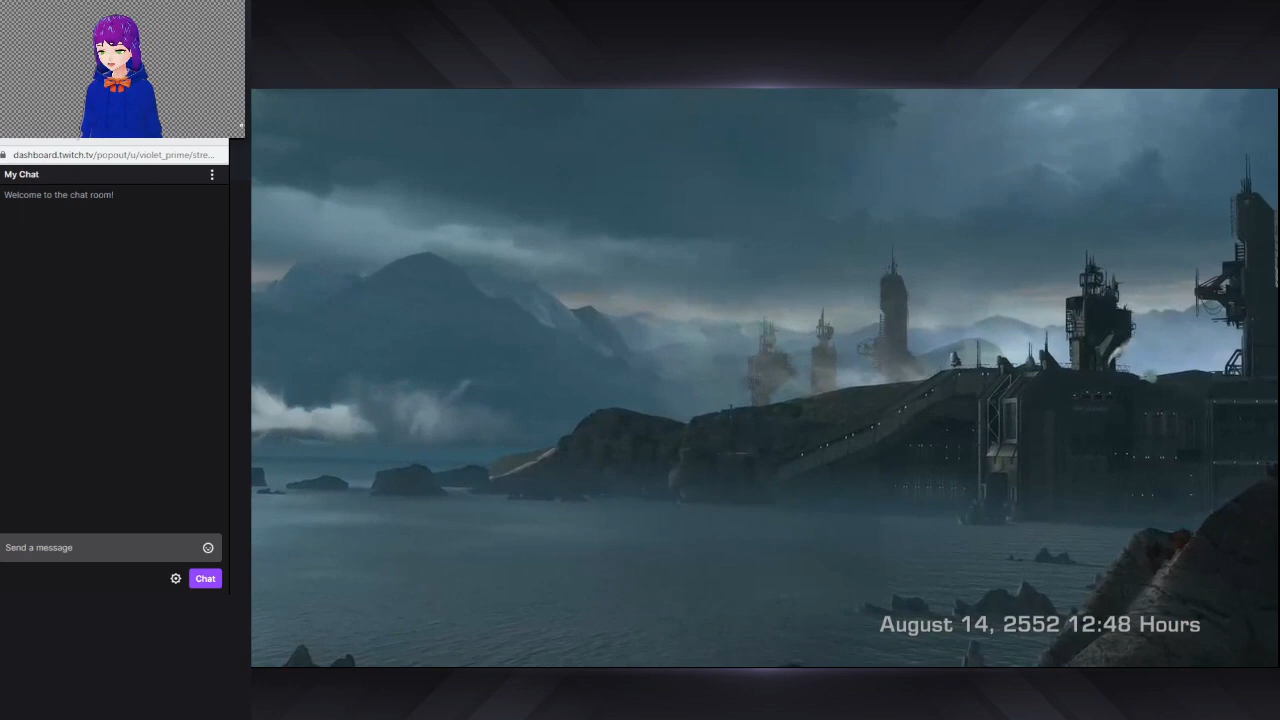 dashboard.twitch.tv/popout/u/violet_prime/stre...
My Chat
Welcome to the chat room!
Send a message
Chat
August 14, 2552 12:48 Hours